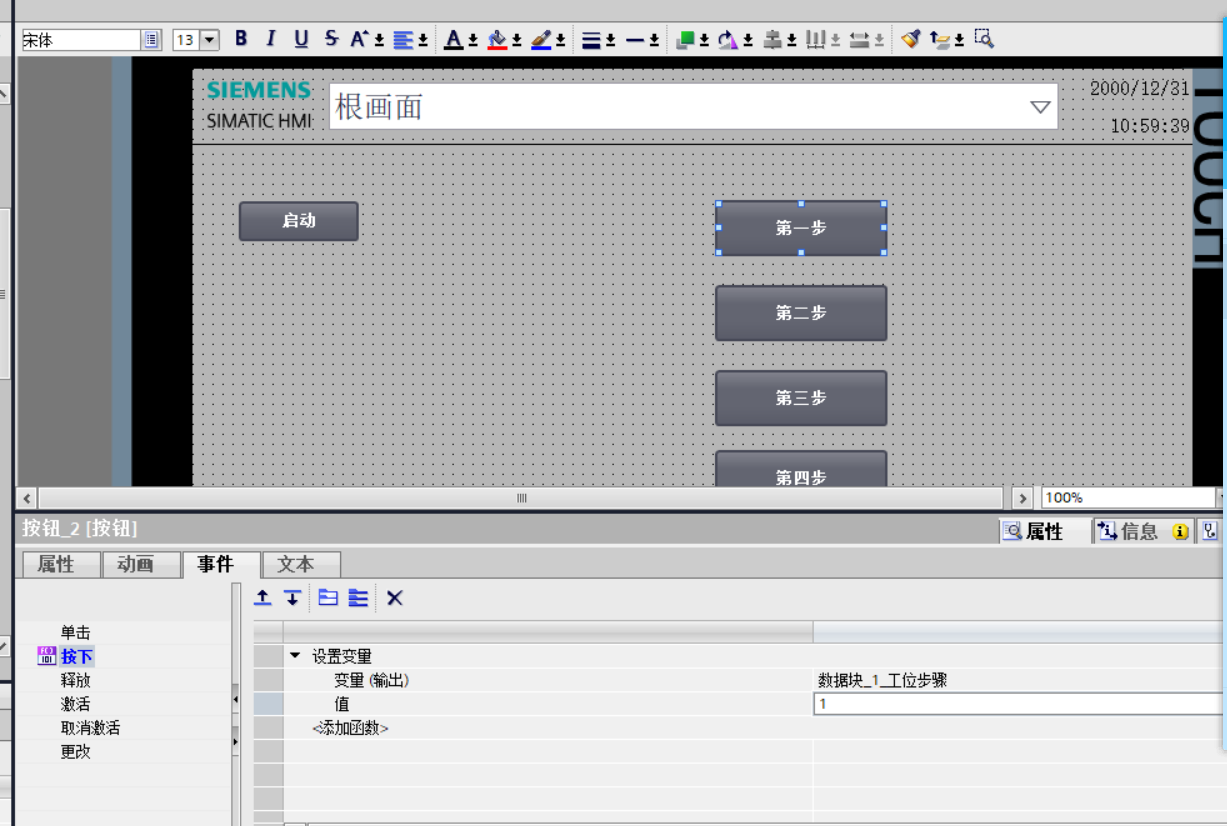 宋体 13 B I U S A A
SIEMENS
SIMATIC HMI
根画面
2000/12/31
10:59:39
TOUCH
启动
第一步
第二步
第三步
第四步
100%
按钮_2 [按钮]
属性 信息
属性 动画 事件 文本
单击
按下
释放
激活
取消激活
更改
设置变量
变量 (输出) 数据块_1_工位步骤
值 1
<添加函数>